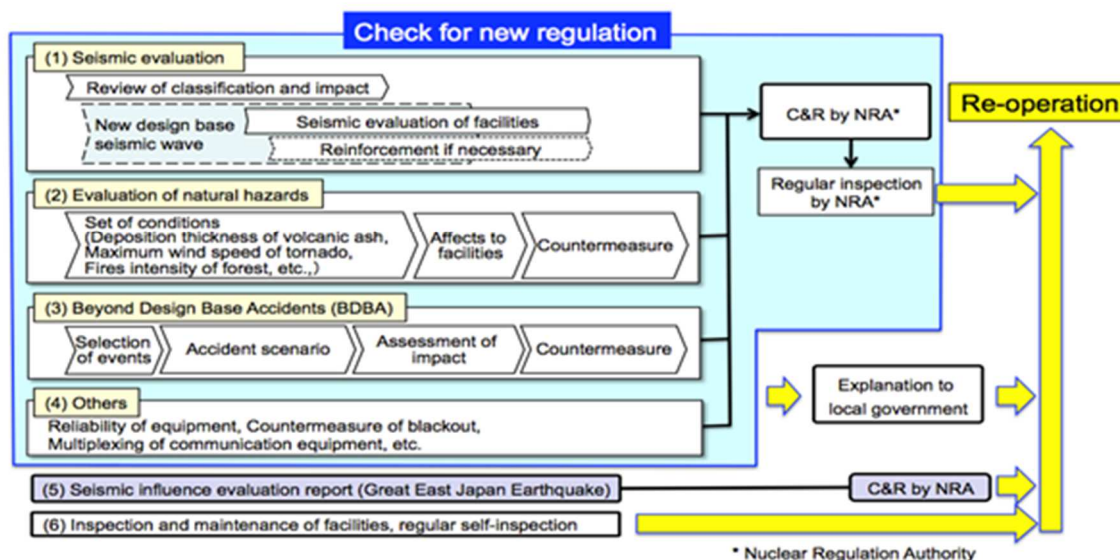 Check for new regulation
(1) Seismic evaluation
Review of classification and impact
New design base
seismic wave
Seismic evaluation of facilities
Reinforcement if necessary
(2) Evaluation of natural hazards
Set of conditions
(Deposition thickness of volcanic ash,
Maximum wind speed of tornado,
Fires intensity of forest, etc.,)
Affects to
facilities
Countermeasure
(3) Beyond Design Base Accidents (BDBA)
Selection
of events
Accident scenario
Assessment of
impact
Countermeasure
(4) Others
Reliability of equipment, Countermeasure of blackout,
Multiplexing of communication equipment, etc.
C&R by NRA*
Regular inspection
by NRA*
Re-operation
Explanation to
local government
(5) Seismic influence evaluation report (Great East Japan Earthquake)
C&R by NRA
(6) Inspection and maintenance of facilities, regular self-inspection
* Nuclear Regulation Authority